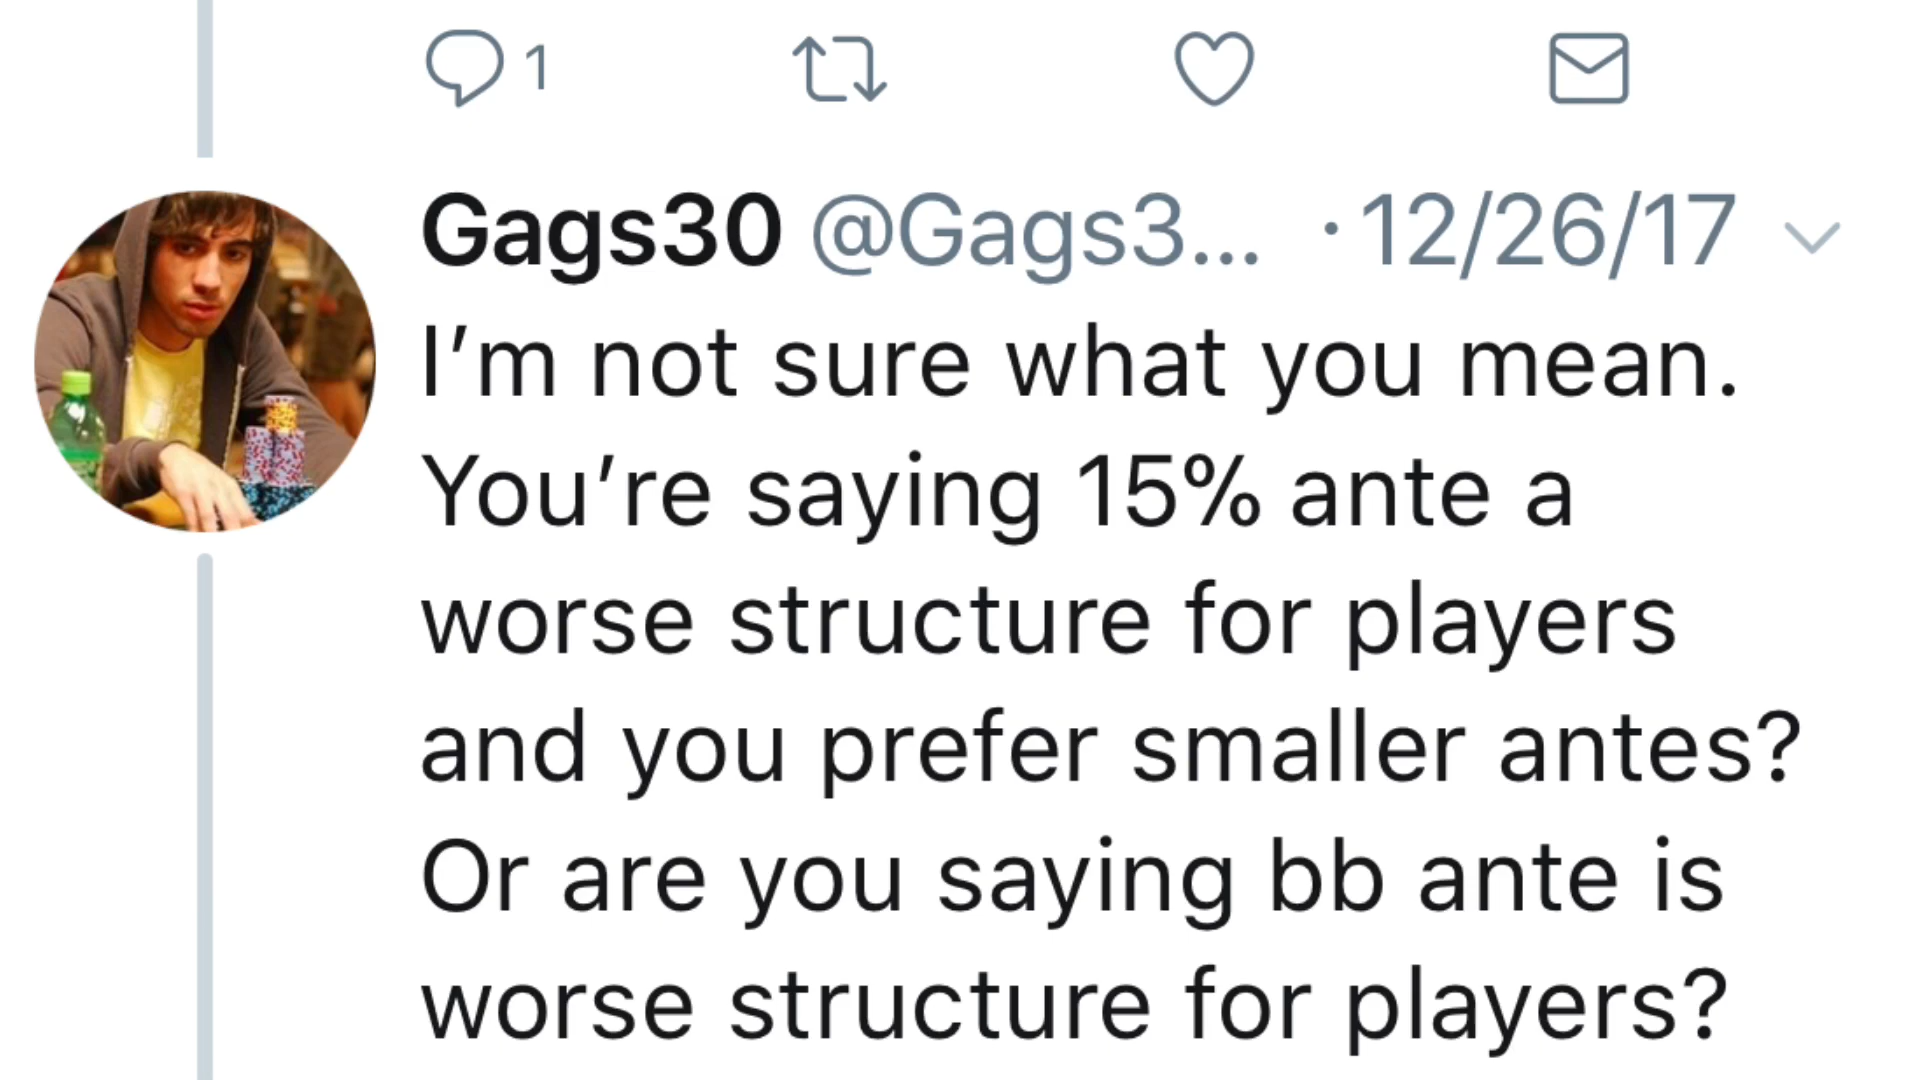 1
Gags30 @Gags3... · 12/26/17
I’m not sure what you mean.
You’re saying 15% ante a
worse structure for players
and you prefer smaller antes?
Or are you saying bb ante is
worse structure for players?